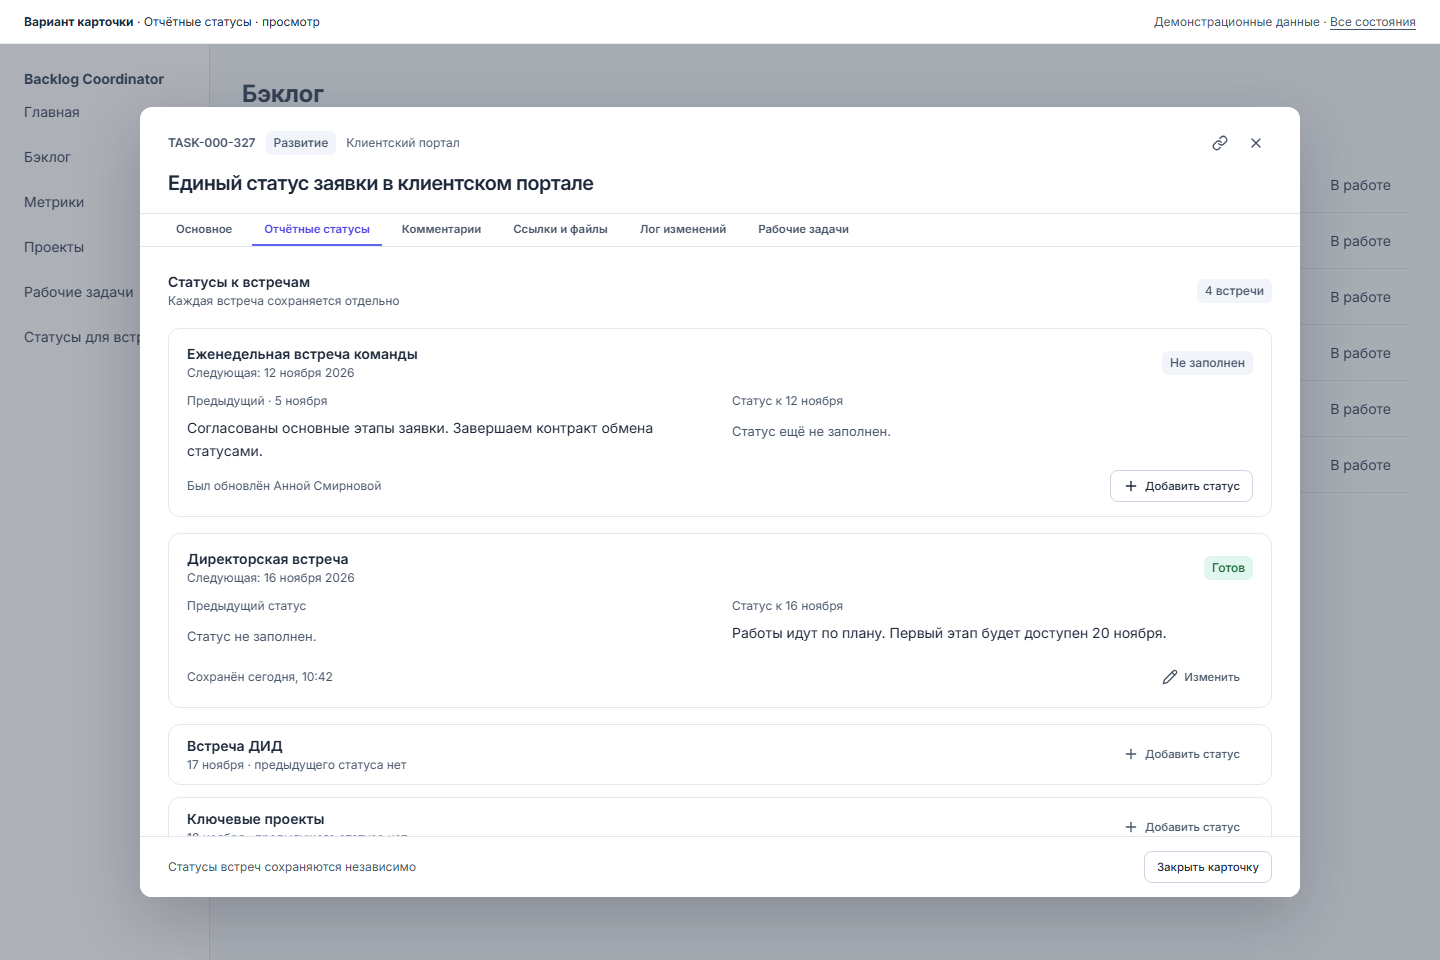 Вариант карточки · Отчётные статусы · просмотр
Демонстрационные данные · Все состояния
Backlog Coordinator
Главная
Бэклог
Метрики
Проекты
Рабочие задачи
Статусы для
Бэклог
В работе
В работе
В работе
В работе
В работе
В работе
TASK-000-327 Развитие Клиентский портал
Единый статус заявки в клиентском портале
Основное Отчётные статусы Комментарии Ссылки и файлы Лог изменений Рабочие задачи
Статусы к встречам
Каждая встреча сохраняется отдельно
4 встречи
Еженедельная встреча команды
Следующая: 12 ноября 2026
Не заполнен
Предыдущий · 5 ноября
Согласованы основные этапы заявки. Завершаем контракт обмена
статусами.
Был обновлён Анной Смирновой
Статус к 12 ноября
Статус ещё не заполнен.
Добавить статус
Директорская встреча
Следующая: 16 ноября 2026
Готов
Предыдущий статус
Статус не заполнен.
Сохранён сегодня, 10:42
Статус к 16 ноября
Работы идут по плану. Первый этап будет доступен 20 ноября.
Изменить
Встреча ДИД
17 ноября · предыдущего статуса нет
Добавить статус
Ключевые проекты
Добавить статус
Статусы встреч сохраняются независимо
Закрыть карточку